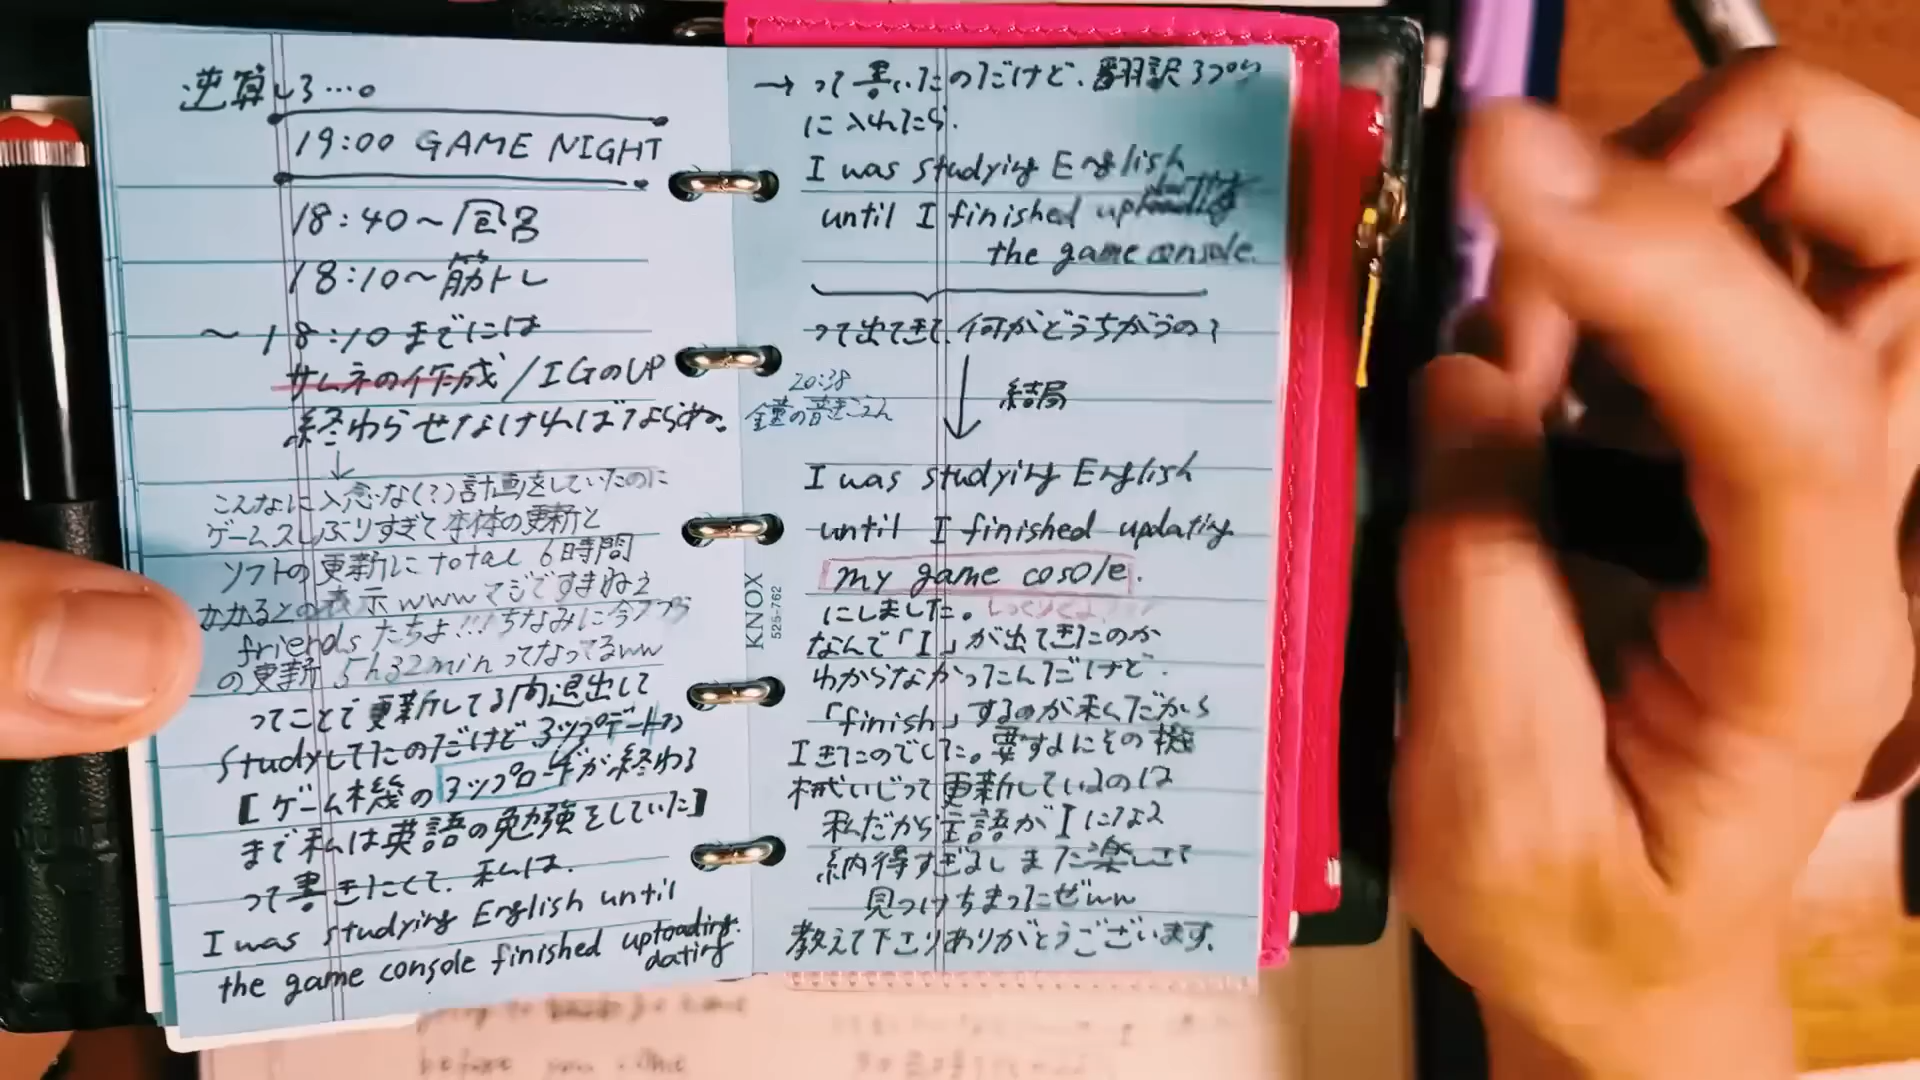 逆算しろ…。
19:00 GAME NIGHT
18:40~風呂
18:10~筋トレ
~18:10までには
サムネの作成/IGのUP
終わらせなければならぬ。
↓
こんなに入念な(?)計画をしていたのに
ゲームスしぶりすぎて本体の更新と
ソフトの更新にtotal 6時間
かかるとの表示wwwマジですまねえ
friendsたちよ!!!ちなみに今アプデ
の更新 5h32minってなってるww
ってことで更新してる間退出して
studyしてたのだけどアップデートの
【ゲーム機のアップロードが終わる
まで私は英語の勉強をしていた】
って書きたくて、私は、
I was studying English until
the game console finished uploading.
dating
→って書いたのだけど、翻訳アプリ
に入れたら、
I was studying English
until I finished uploading
the game console.
って出てきて、何がどうちがうの?
20:38
鐘の音きこえん
↓ 結局
I was studying English
until I finished updating
my game cosole.
にしました。
なんで「I」が出てきたのか
わからなかったんだけど、
「finish」するのが私だから
Iきたのでした。要するにその機
械いじって更新しているのは
私だから主語がIになる
納得すぎるしまた楽しさて
見つけちまったぜww
教えて下さりありがとうございます。
KNOX
525-762
before you